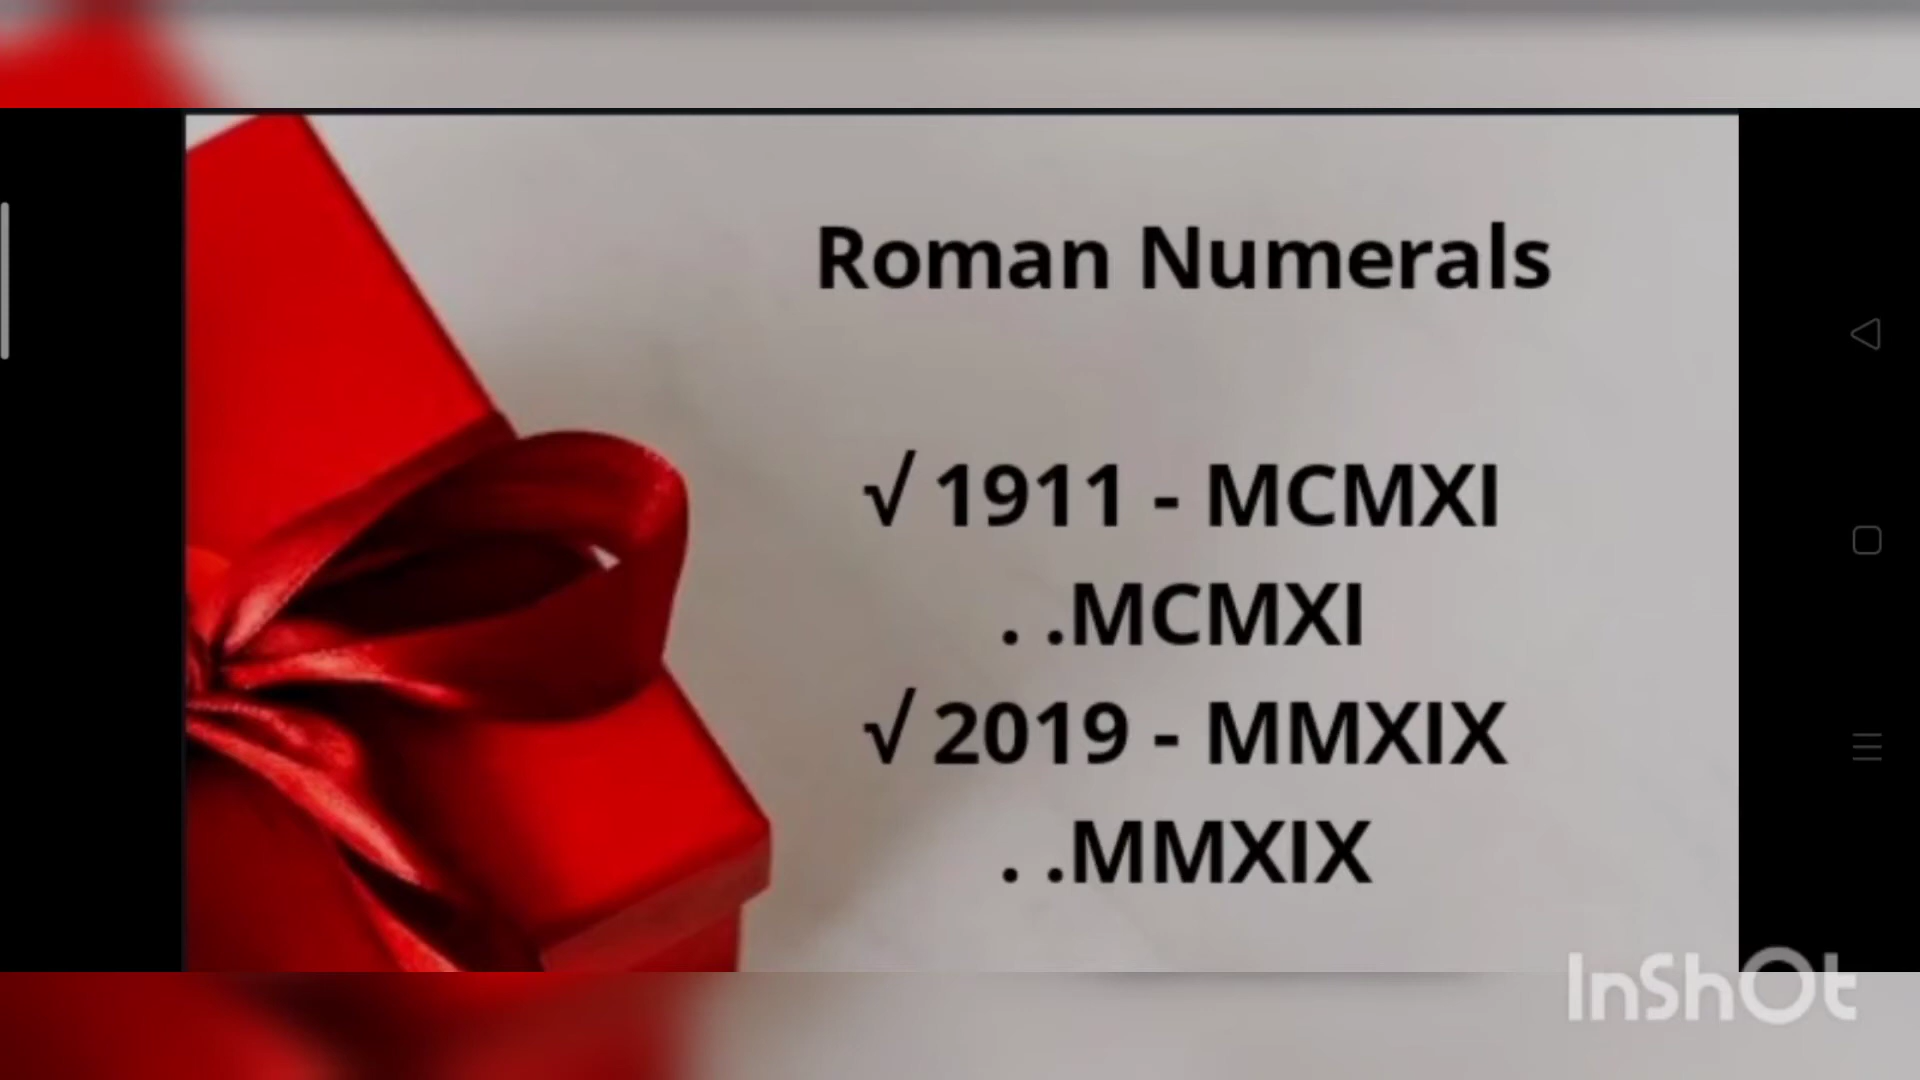 Roman Numerals
√ 1911 - MCMXI
. .MCMXI
√ 2019 - MMXIX
. .MMXIX
InShOt